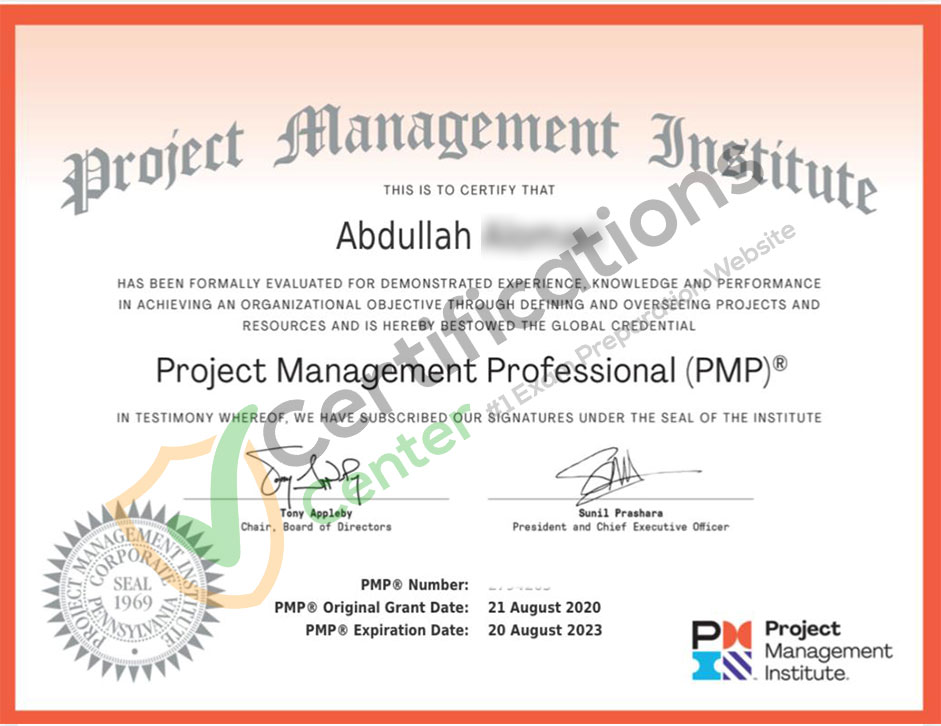 Project Management Institute
THIS IS TO CERTIFY THAT
Abdullah
HAS BEEN FORMALLY EVALUATED FOR DEMONSTRATED EXPERIENCE, KNOWLEDGE AND PERFORMANCE
IN ACHIEVING AN ORGANIZATIONAL OBJECTIVE THROUGH DEFINING AND OVERSEEING PROJECTS AND
RESOURCES AND IS HEREBY BESTOWED THE GLOBAL CREDENTIAL
Project Management Professional (PMP)®
IN TESTIMONY WHEREOF, WE HAVE SUBSCRIBED OUR SIGNATURES UNDER THE SEAL OF THE INSTITUTE
Certifications
Center
#1 Exam Preparation Website
Tony Appleby
Chair, Board of Directors
Sunil Prashara
President and Chief Executive Officer
PROJECT MANAGEMENT INSTITUTE
CORPORATE
SEAL
1969
PENNSYLVANIA
PMP® Number:
PMP® Original Grant Date: 21 August 2020
PMP® Expiration Date: 20 August 2023
Project
Management
Institute.